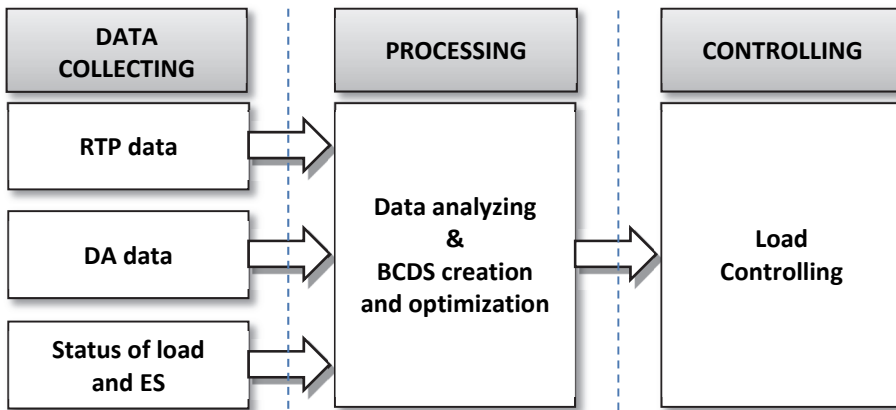 DATA
COLLECTING
PROCESSING
CONTROLLING
RTP data
DA data
Status of load
and ES
Data analyzing
&
BCDS creation
and optimization
Load
Controlling